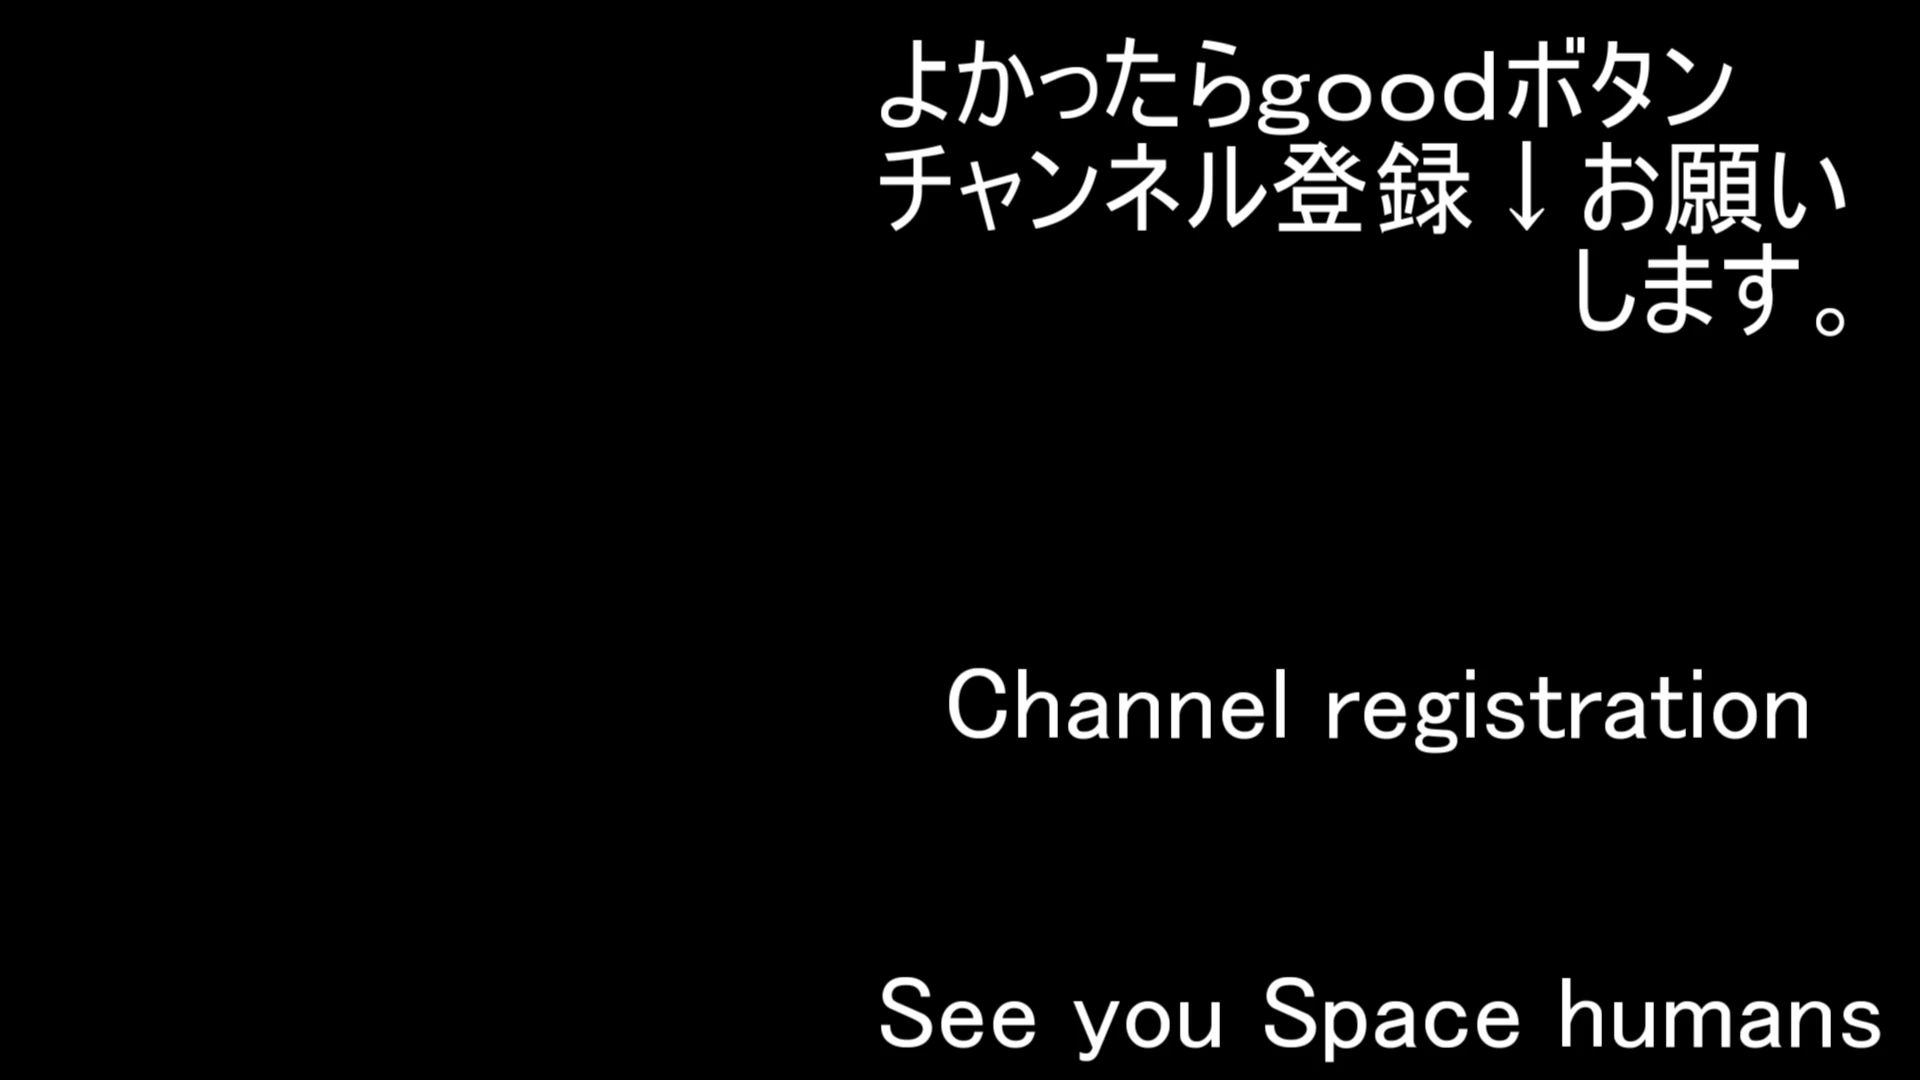 よかったらｇｏｏｄボタン
チャンネル登録↓お願い
します。
Channel registration
See you Space humans